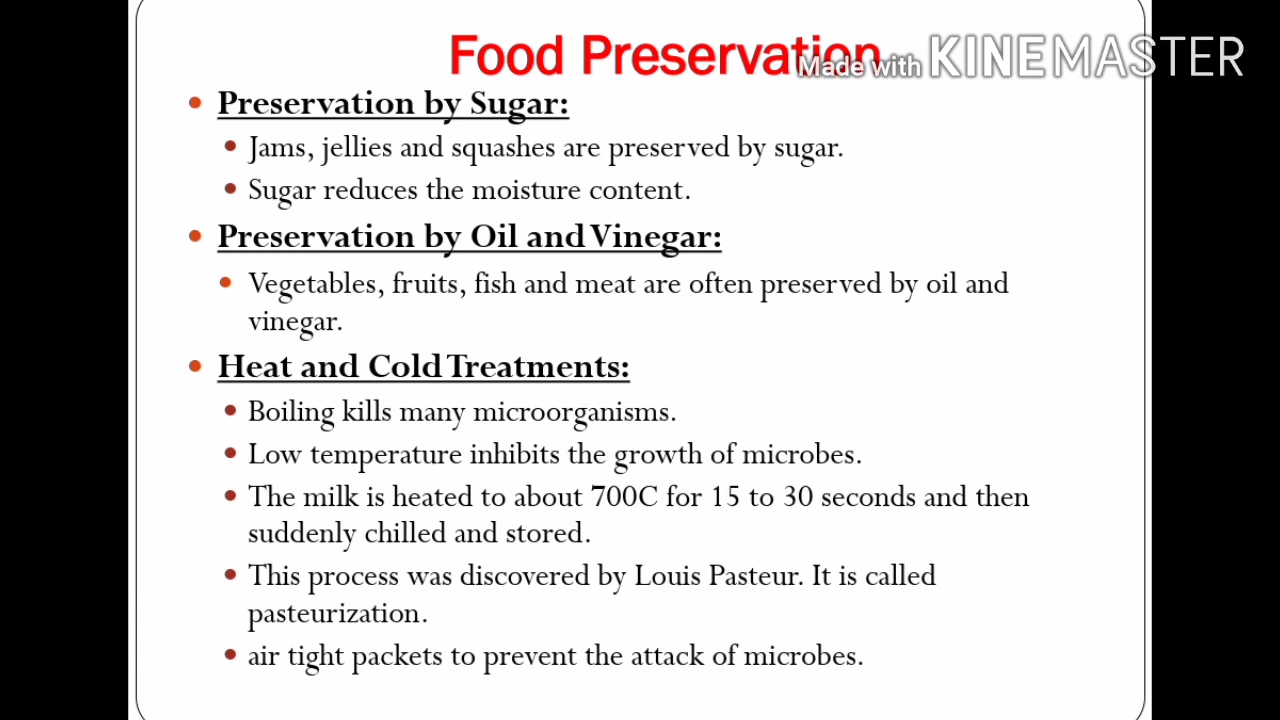 Food Preservation
Made with KINEMASTER
Preservation by Sugar:
Jams, jellies and squashes are preserved by sugar.
Sugar reduces the moisture content.
Preservation by Oil and Vinegar:
Vegetables, fruits, fish and meat are often preserved by oil and
vinegar.
Heat and Cold Treatments:
Boiling kills many microorganisms.
Low temperature inhibits the growth of microbes.
The milk is heated to about 700C for 15 to 30 seconds and then
suddenly chilled and stored.
This process was discovered by Louis Pasteur. It is called
pasteurization.
air tight packets to prevent the attack of microbes.